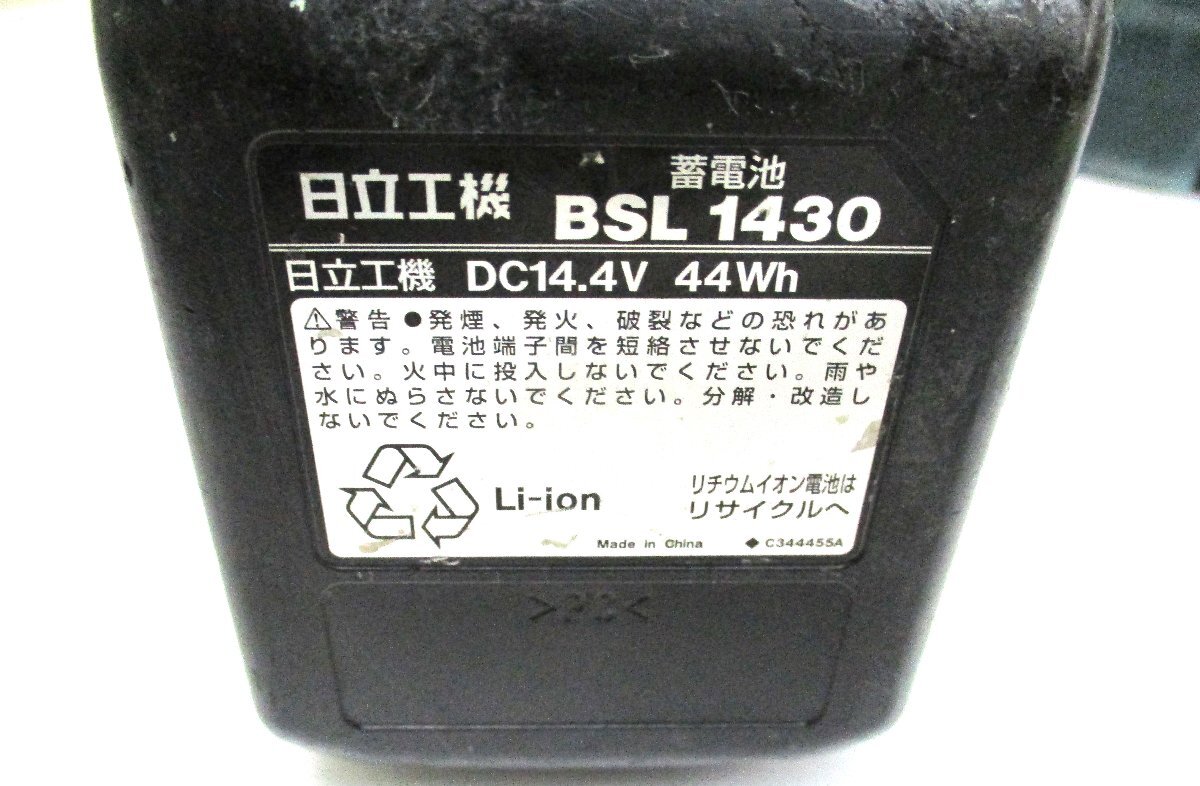 日立工機
蓄電池
BSL 1430
日立工機 DC14.4V 44Wh
⚠警告 ●発煙、発火、破裂などの恐れがあ
ります。電池端子間を短絡させないでくだ
さい。火中に投入しないでください。雨や
水にぬらさないでください。分解・改造し
ないでください。
Li-ion
リチウムイオン電池は
リサイクルへ
Made in China ◆ C344455A